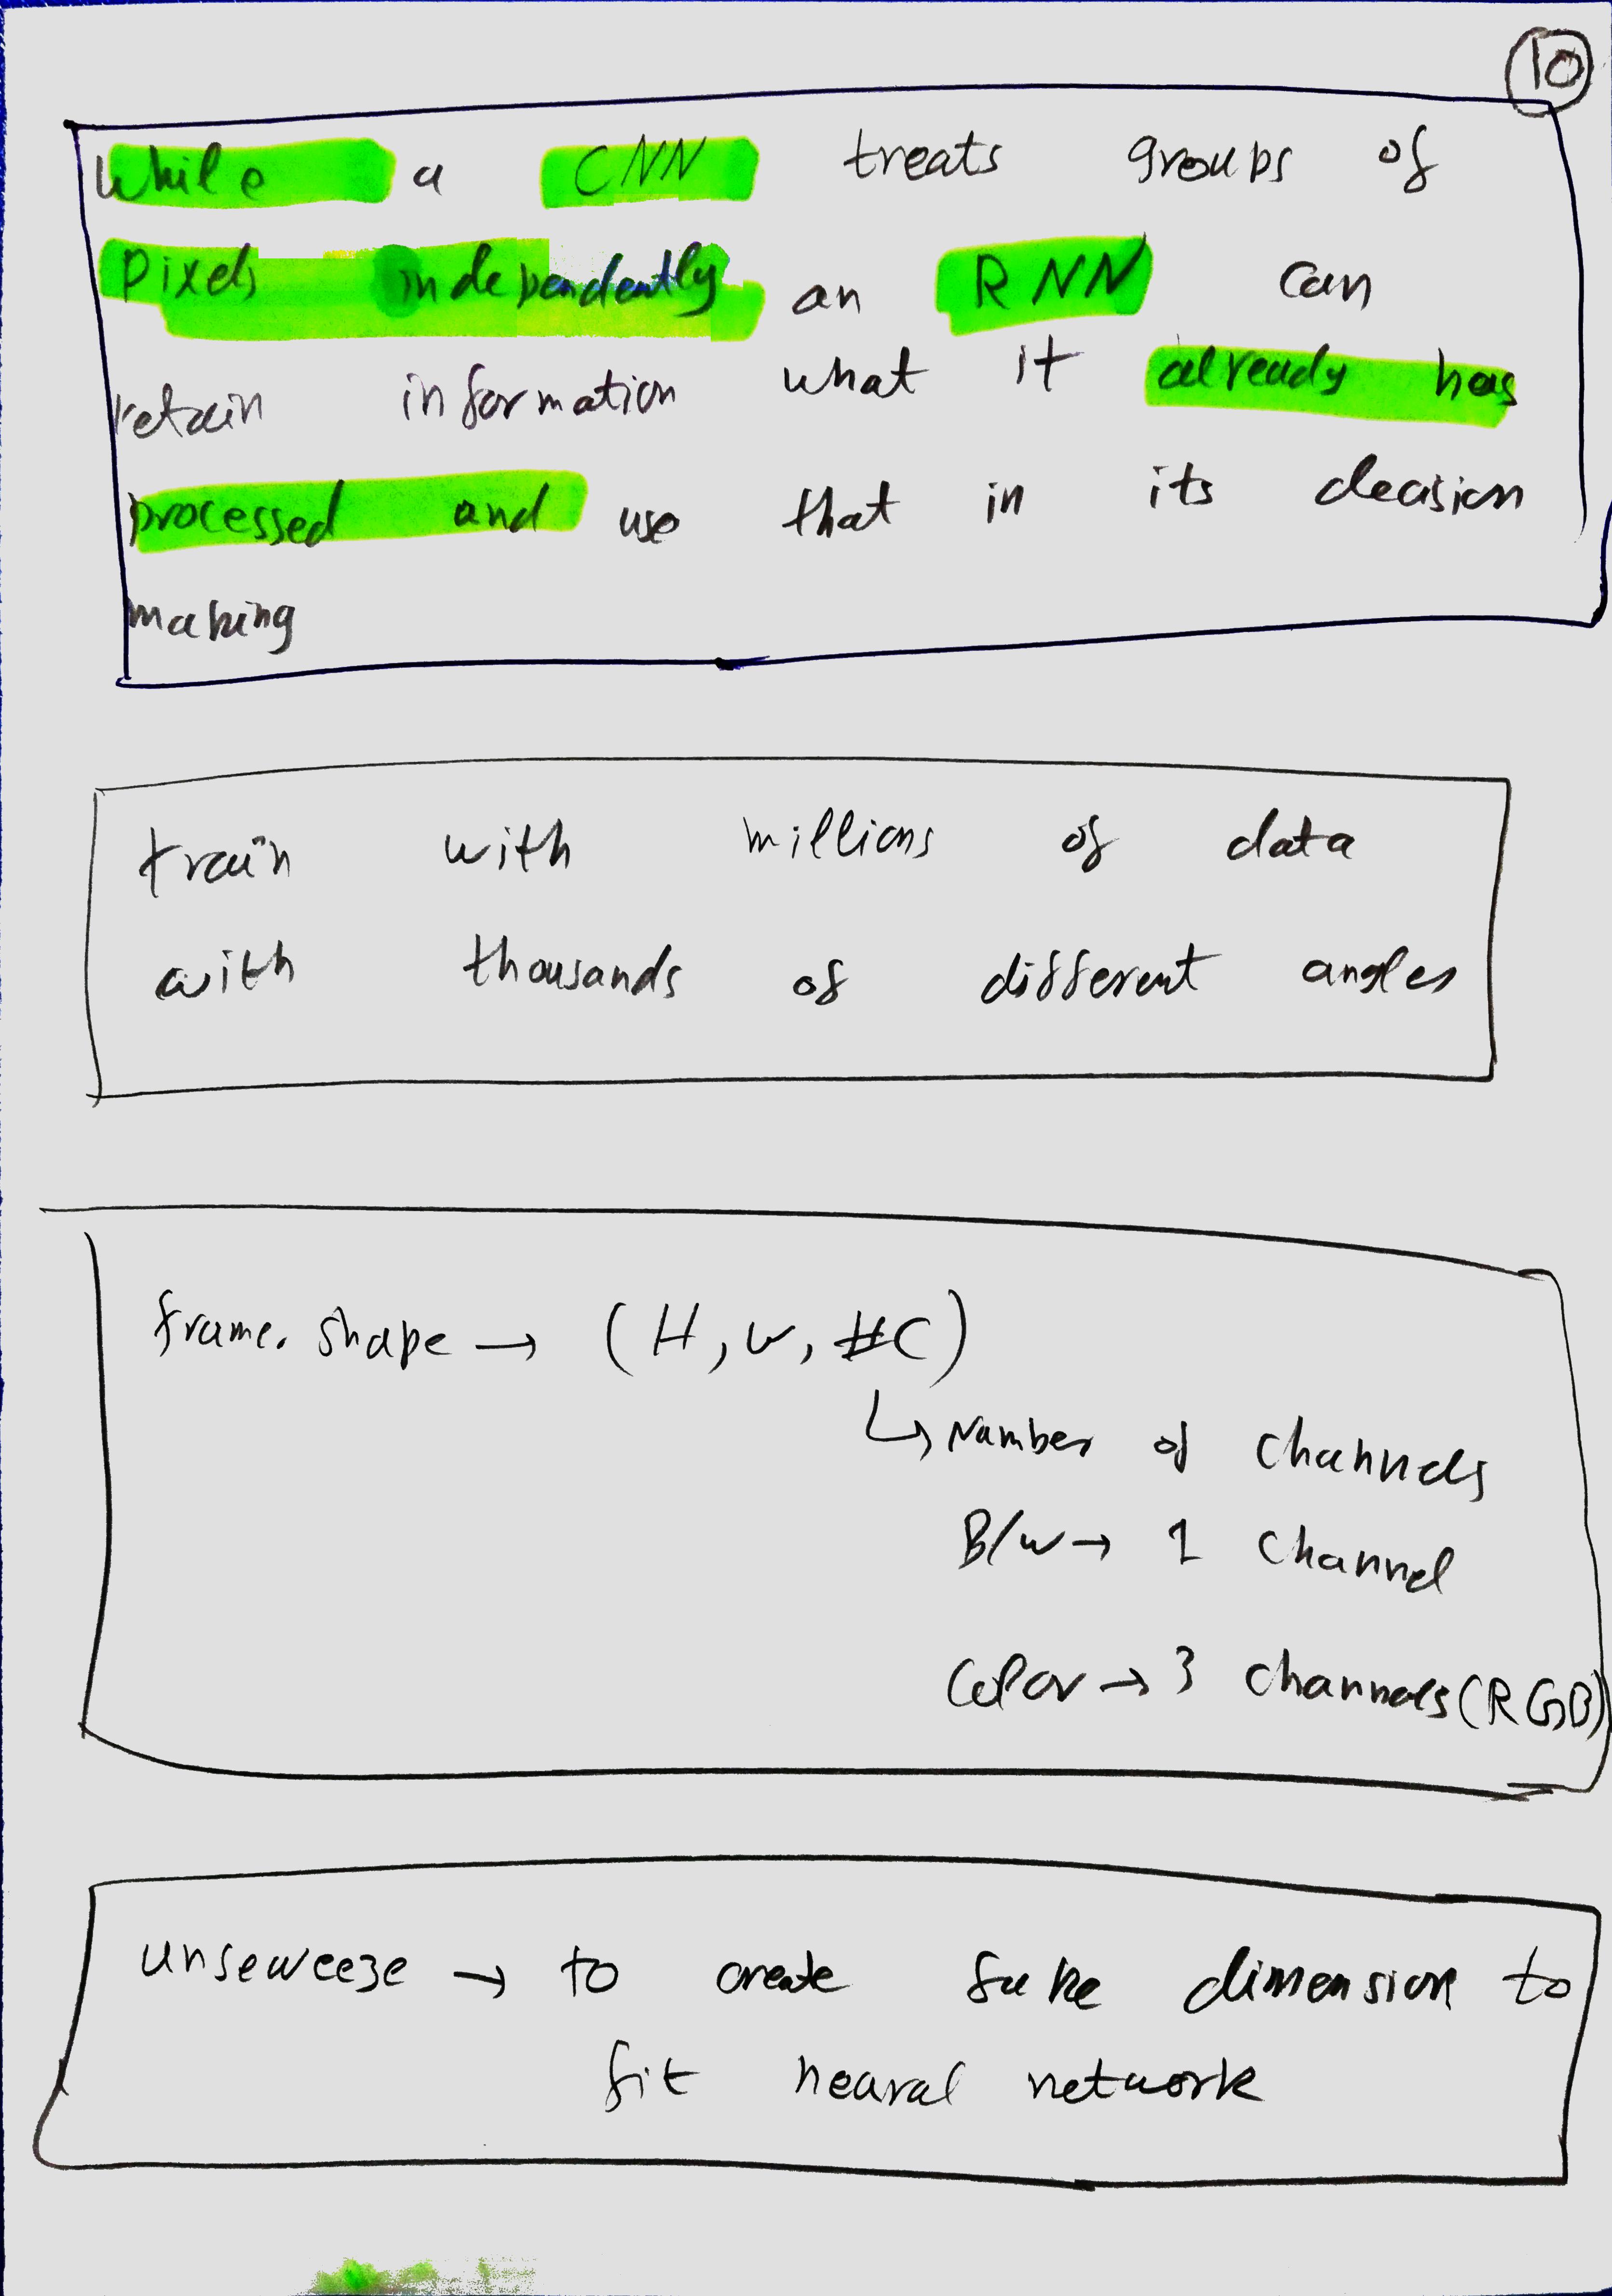 10
While a CNN treats groups of
Pixels independently an RNN can
retain information what it already has
processed and use that in its decision
making
train with millions of data
with thousands of different angles
frame. shape → (H, W, #C)
↳ Number of channels
B/W → 1 channel
Color → 3 channels (RGB)
unseweeze → to create fake dimension to
fit neural network